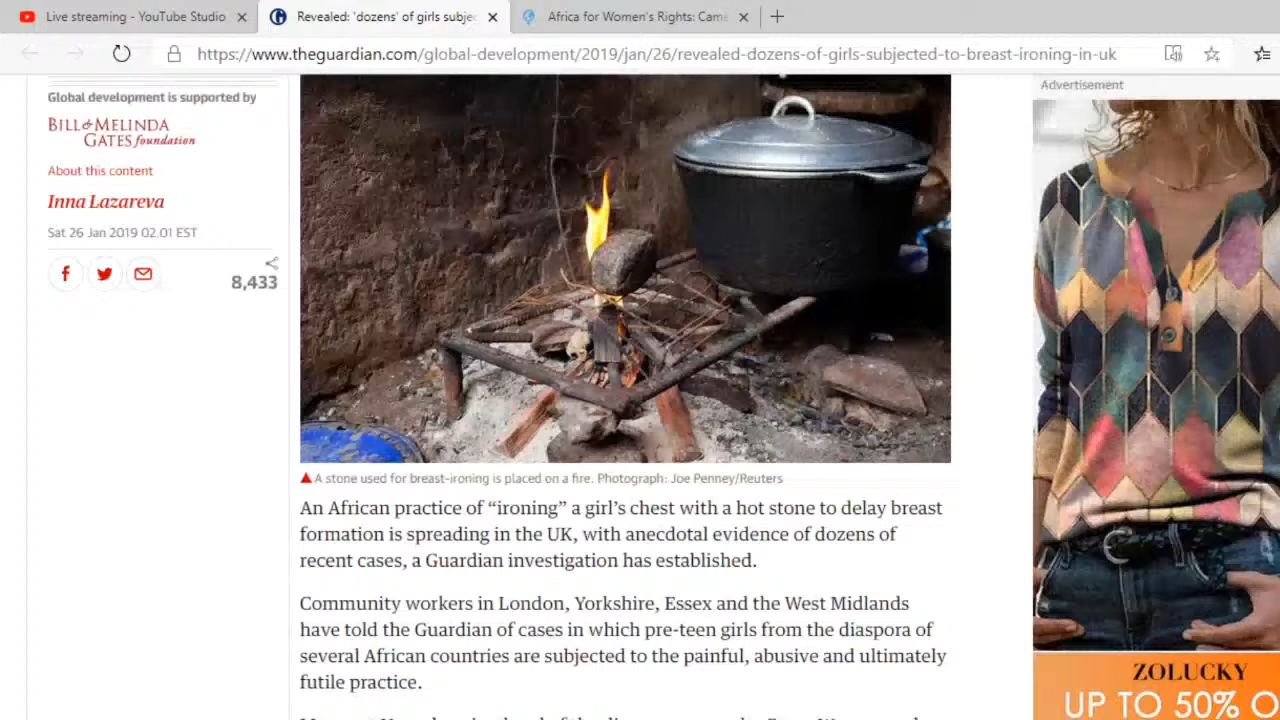 Live streaming - YouTube Studio
Revealed: 'dozens' of girls subje
Africa for Women's Rights: Came
https://www.theguardian.com/global-development/2019/jan/26/revealed-dozens-of-girls-subjected-to-breast-ironing-in-uk
Global development is supported by
BILL & MELINDA
GATES foundation
About this content
Inna Lazareva
Sat 26 Jan 2019 02.01 EST
8,433
Advertisement
A stone used for breast-ironing is placed on a fire. Photograph: Joe Penney/Reuters
An African practice of “ironing” a girl’s chest with a hot stone to delay breast
formation is spreading in the UK, with anecdotal evidence of dozens of
recent cases, a Guardian investigation has established.
Community workers in London, Yorkshire, Essex and the West Midlands
have told the Guardian of cases in which pre-teen girls from the diaspora of
several African countries are subjected to the painful, abusive and ultimately
futile practice.
ZOLUCKY
UP TO 50% O